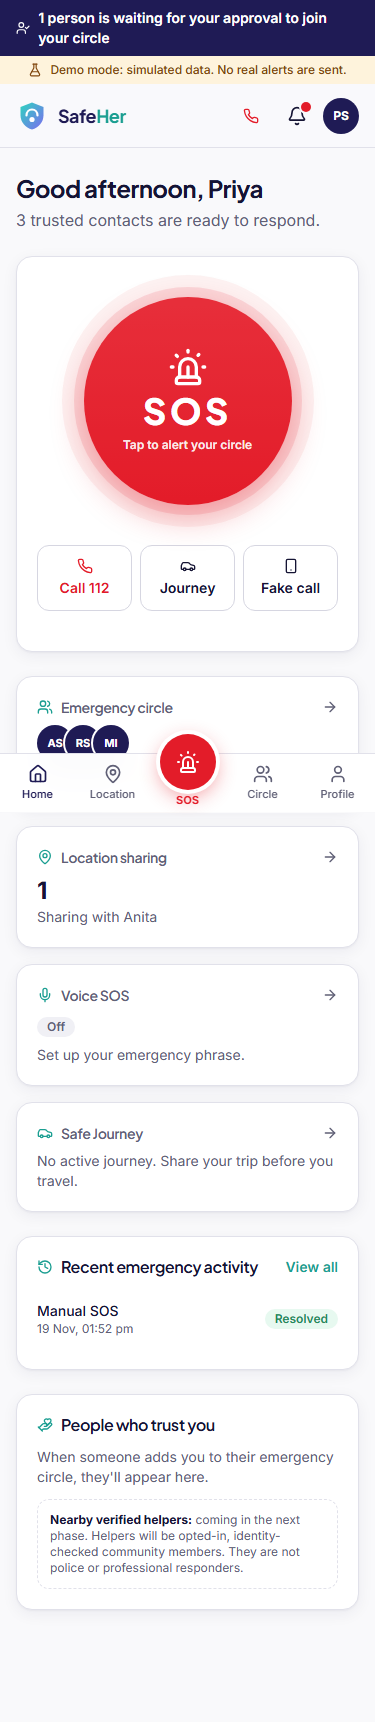 1 person is waiting for your approval to join
your circle
Demo mode: simulated data. No real alerts are sent.
SafeHer
PS
Good afternoon, Priya
3 trusted contacts are ready to respond.
SOS
Tap to alert your circle
Call 112
Journey
Fake call
Emergency circle
AS
RS
MI
Home
Location
SOS
Circle
Profile
Location sharing
1
Sharing with Anita
Voice SOS
Off
Set up your emergency phrase.
Safe Journey
No active journey. Share your trip before you
travel.
Recent emergency activity
View all
Manual SOS
19 Nov, 01:52 pm
Resolved
People who trust you
When someone adds you to their emergency
circle, they'll appear here.
Nearby verified helpers: coming in the next
phase. Helpers will be opted-in, identity-
checked community members. They are not
police or professional responders.